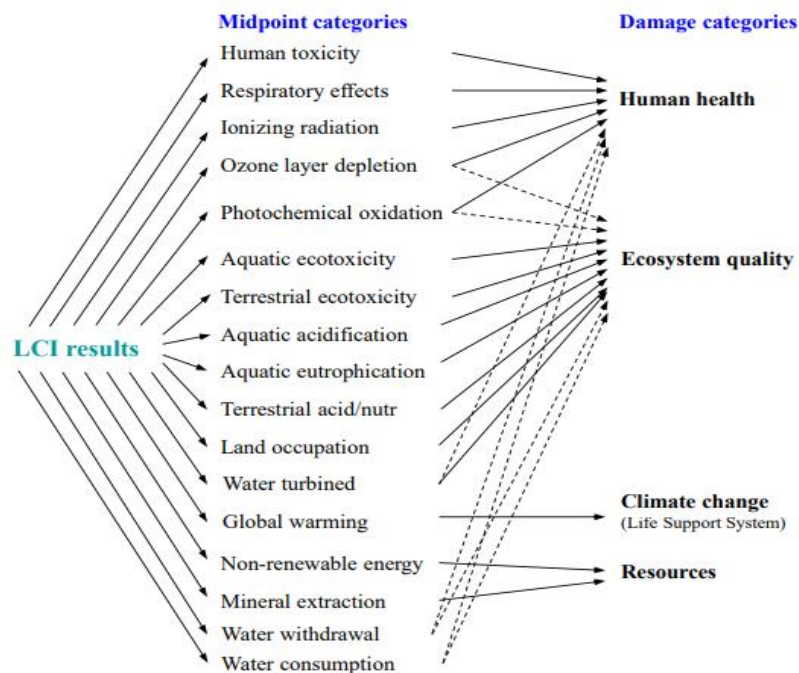 Midpoint categories
Damage categories
Human toxicity
Respiratory effects
Human health
Ionizing radiation
Ozone layer depletion
Photochemical oxidation
Aquatic ecotoxicity
Ecosystem quality
Terrestrial ecotoxicity
Aquatic acidification
LCI results
Aquatic eutrophication
Terrestrial acid/nutr
Land occupation
Water turbined
Climate change
Global warming
(Life Support System)
Non-renewable energy
Resources
Mineral extraction
Water withdrawal
Water consumption